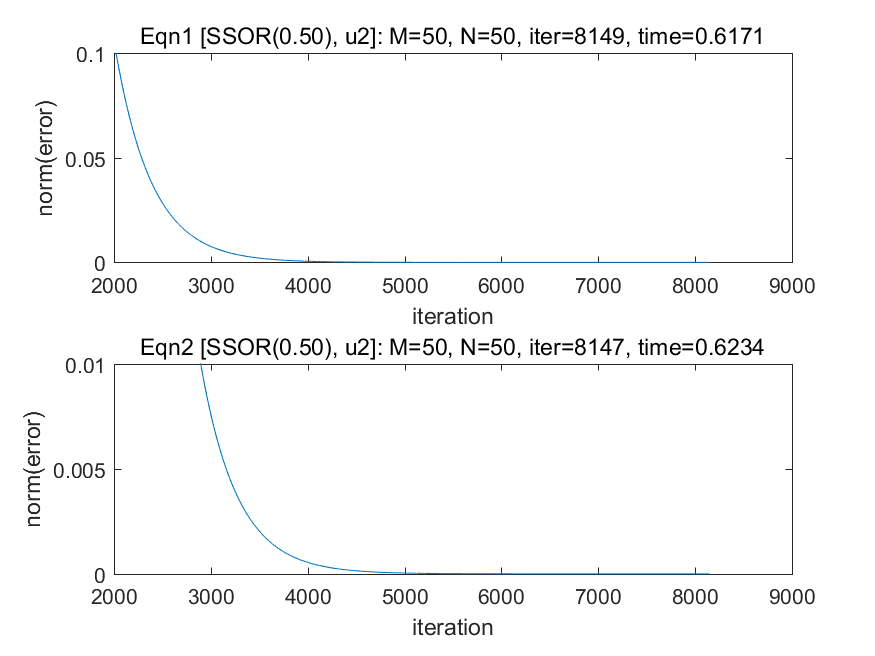 Eqn1 [SSOR(0.50), u2]: M=50, N=50, iter=8149, time=0.6171
0.1
0.05
0
norm(error)
2000 3000 4000 5000 6000 7000 8000 9000
iteration
Eqn2 [SSOR(0.50), u2]: M=50, N=50, iter=8147, time=0.6234
0.01
0.005
0
norm(error)
2000 3000 4000 5000 6000 7000 8000 9000
iteration